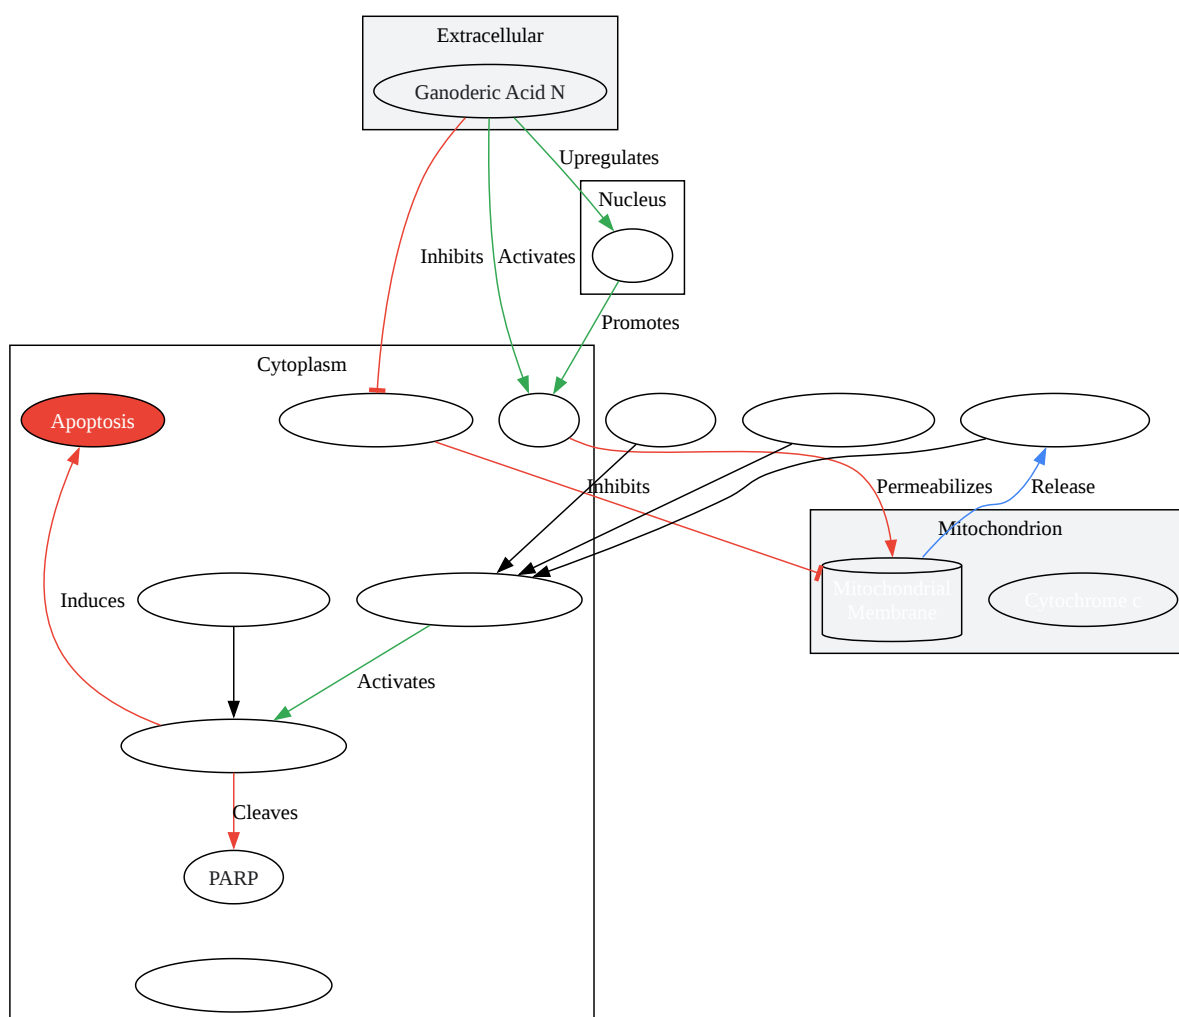 Extracellular
Ganoderic Acid N
Upregulates
Nucleus
Inhibits
Activates
Promotes
Cytoplasm
Apoptosis
Inhibits
Permeabilizes
Release
Mitochondrion
Mitochondrial
Membrane
Cytochrome c
Induces
Activates
Cleaves
PARP